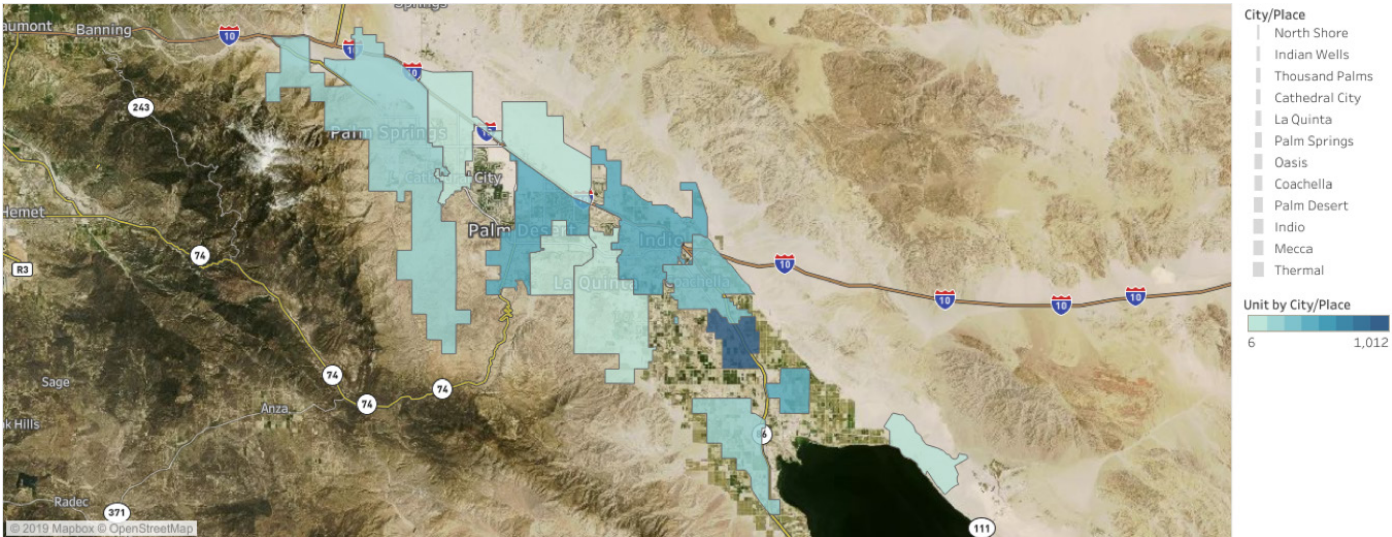 Springs
aumont
Banning
10
10
10
243
Palm Springs
10
Cathedral City
Hemet
Palm Desert
Indio
74
R3
10
La Quinta
Coachella
10
10
10
74
74
Sage
74
Anza
k Hills
6
Radec
371
111
© 2019 Mapbox © OpenStreetMap
City/Place
North Shore
Indian Wells
Thousand Palms
Cathedral City
La Quinta
Palm Springs
Oasis
Coachella
Palm Desert
Indio
Mecca
Thermal
Unit by City/Place
6 1,012